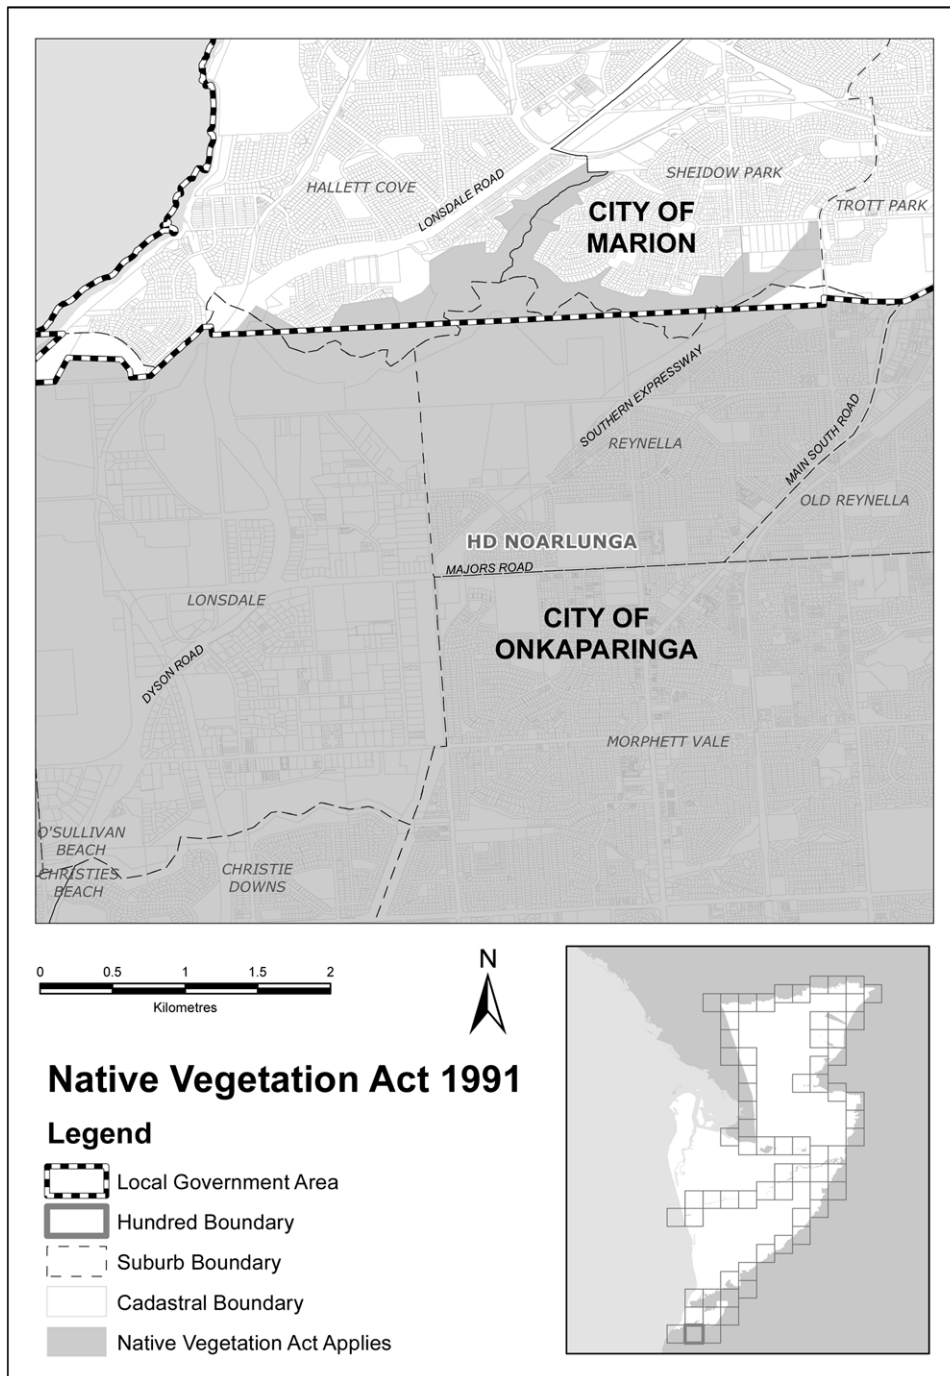 HALLETT COVE
LONSDALE ROAD
SHEIDOW PARK
CITY OF
MARION
TROTT PARK
SOUTHERN EXPRESSWAY
REYNELLA
MAIN SOUTH ROAD
OLD REYNELLA
HD NOARLUNGA
MAJORS ROAD
LONSDALE
CITY OF
ONKAPARINGA
DYSON ROAD
MORPHETT VALE
O'SULLIVAN
BEACH
CHRISTIES
BEACH
CHRISTIE
DOWNS
0 0.5 1 1.5 2
Kilometres
N
Native Vegetation Act 1991
Legend
Local Government Area
Hundred Boundary
Suburb Boundary
Cadastral Boundary
Native Vegetation Act Applies